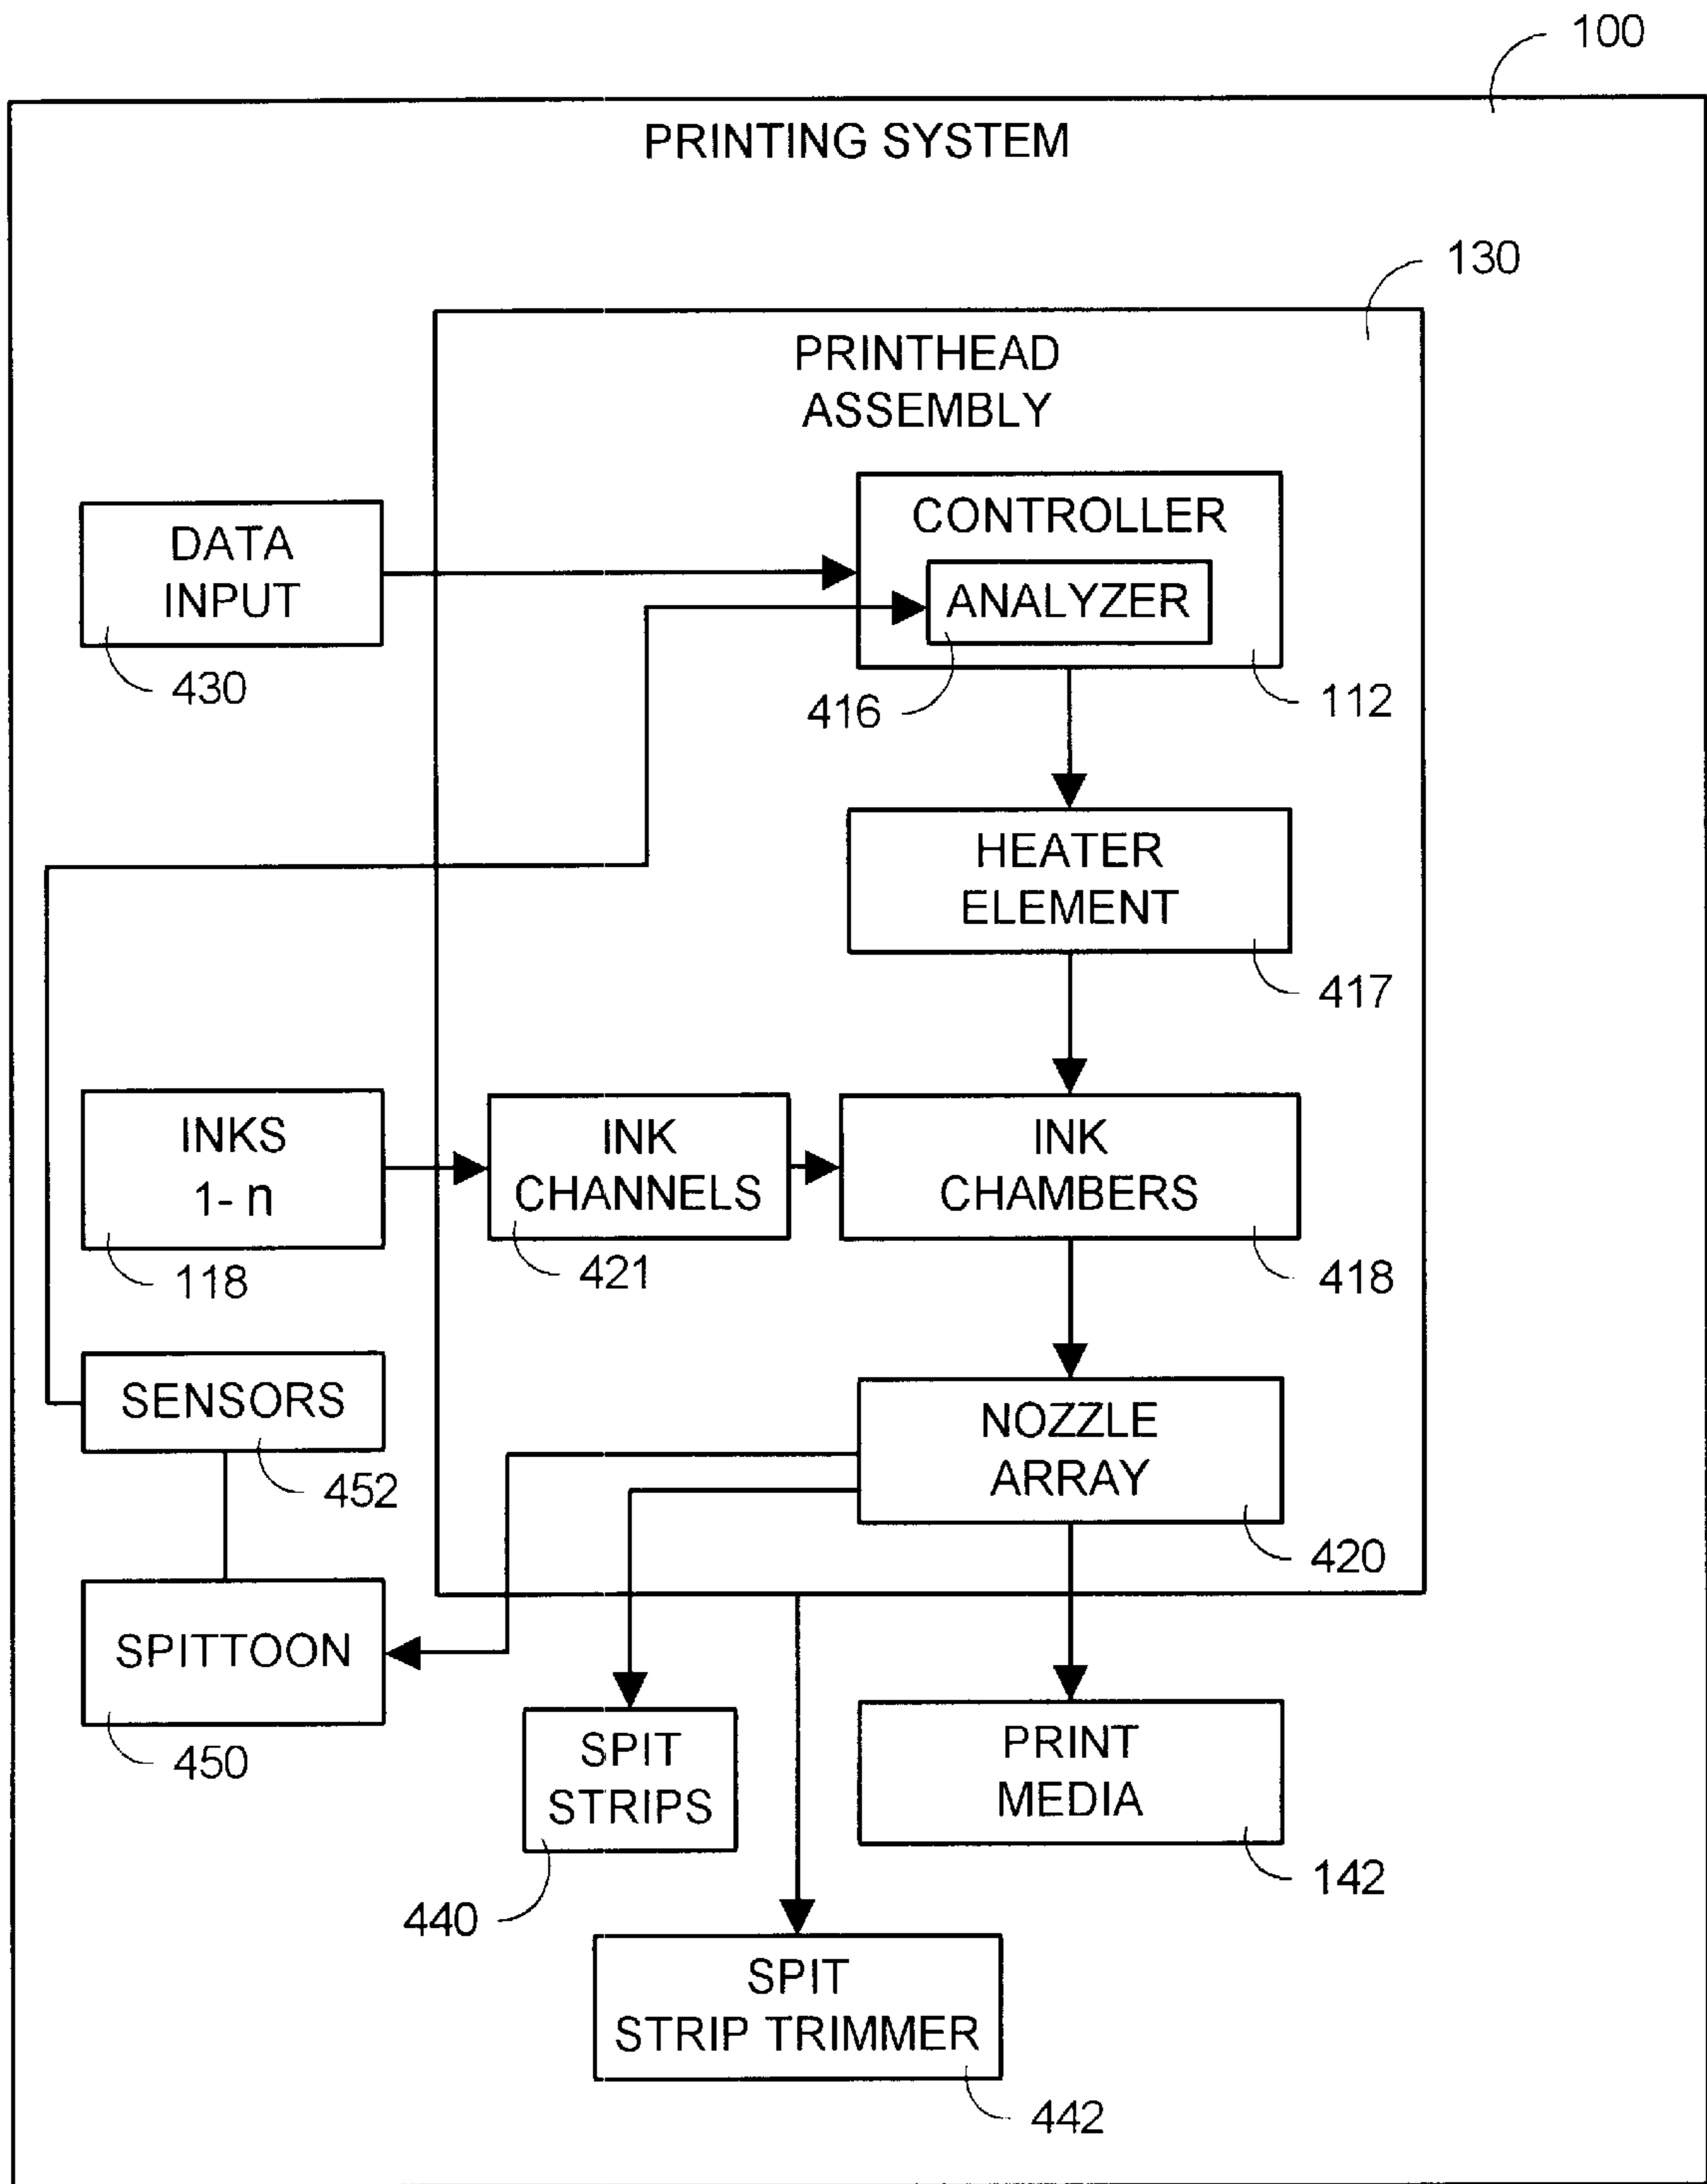 100
PRINTING SYSTEM
130
PRINTHEAD
ASSEMBLY
DATA
INPUT
430
CONTROLLER
ANALYZER
416
112
HEATER
ELEMENT
417
INKS
1- n
118
INK
CHANNELS
421
INK
CHAMBERS
418
SENSORS
452
NOZZLE
ARRAY
420
SPITTOON
450
SPIT
STRIPS
440
PRINT
MEDIA
142
SPIT
STRIP TRIMMER
442